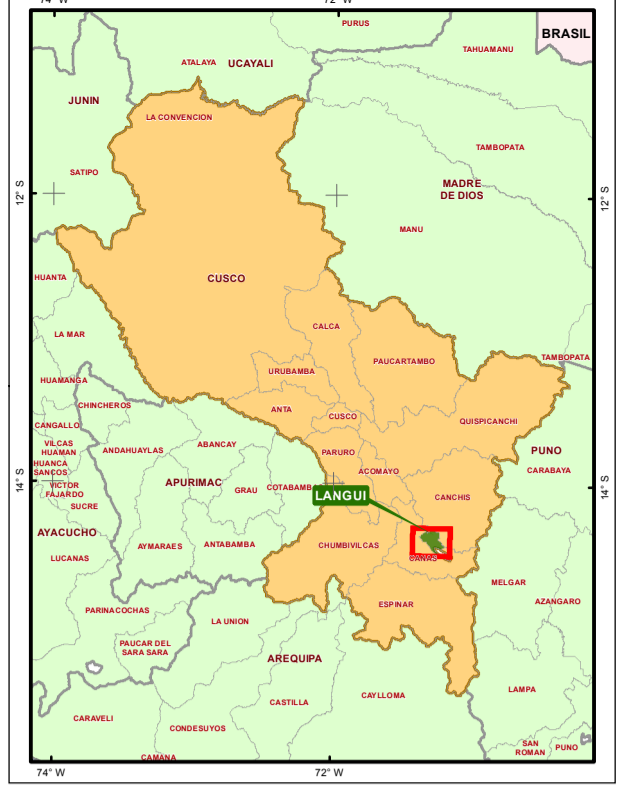 74° W
72° W
PURUS
BRASIL
TAHUAMANU
ATALAYA
UCAYALI
JUNIN
LA CONVENCION
TAMBOPATA
SATIPO
MADRE
DE DIOS
12° S
12° S
MANU
HUANTA
CUSCO
CALCA
LA MAR
PAUCARTAMBO
TAMBOPATA
URUBAMBA
HUAMANGA
CHINCHEROS
ANTA
CUSCO
QUISPICANCHI
CANGALLO
VILCAS
HUAMAN
ANDAHUAYLAS
ABANCAY
PARURO
PUNO
HUANCA
SANCOS
ACOMAYO
CARABAYA
14° S
14° S
VICTOR
FAJARDO
APURIMAC
GRAU
COTABAMB
LANGUI
CANCHIS
SUCRE
AYACUCHO
LUCANAS
AYMARAES
ANTABAMBA
CHUMBIVILCAS
CANAS
MELGAR
PARINACOCHAS
ESPINAR
AZANGARO
LA UNION
PAUCAR DEL
SARA SARA
AREQUIPA
CARAVELI
CONDESUYOS
CASTILLA
CAYLLOMA
LAMPA
CAMANA
SAN
ROMAN
PUNO
74° W
72° W